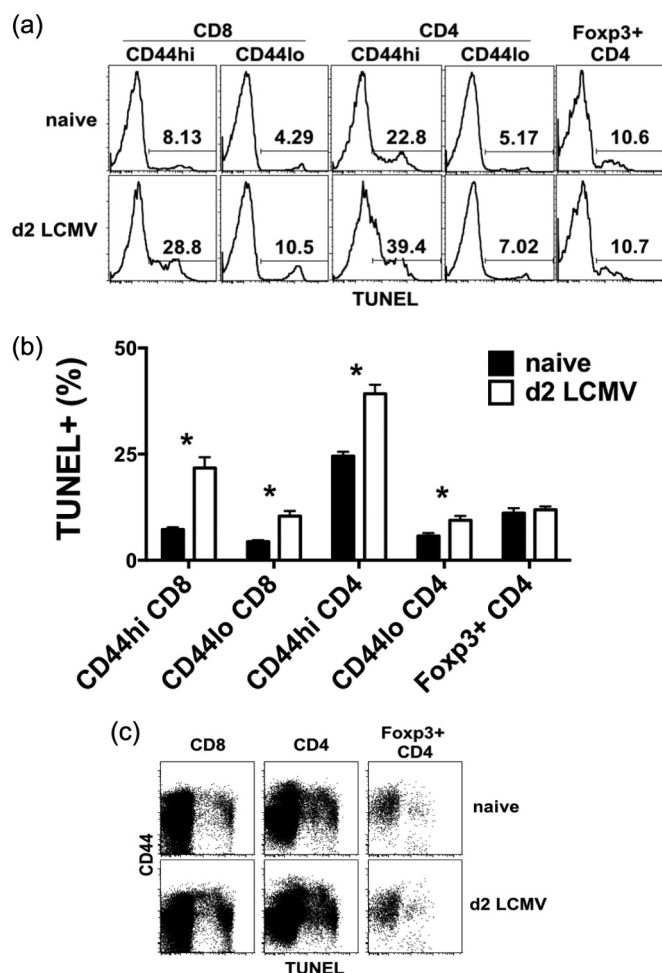 (a)
CD8 CD4 Foxp3+
CD44hi CD44lo CD44hi CD44lo CD4
naive 8.13 4.29 22.8 5.17 10.6
d2 LCMV 28.8 10.5 39.4 7.02 10.7
TUNEL
(b)
50
25
0
TUNEL+ (%)
naive
d2 LCMV
* * * *
CD44hi CD8
CD44lo CD8
CD44hi CD4
CD44lo CD4
Foxp3+ CD4
(c)
CD8 CD4 Foxp3+
CD4
naive
CD44
d2 LCMV
TUNEL